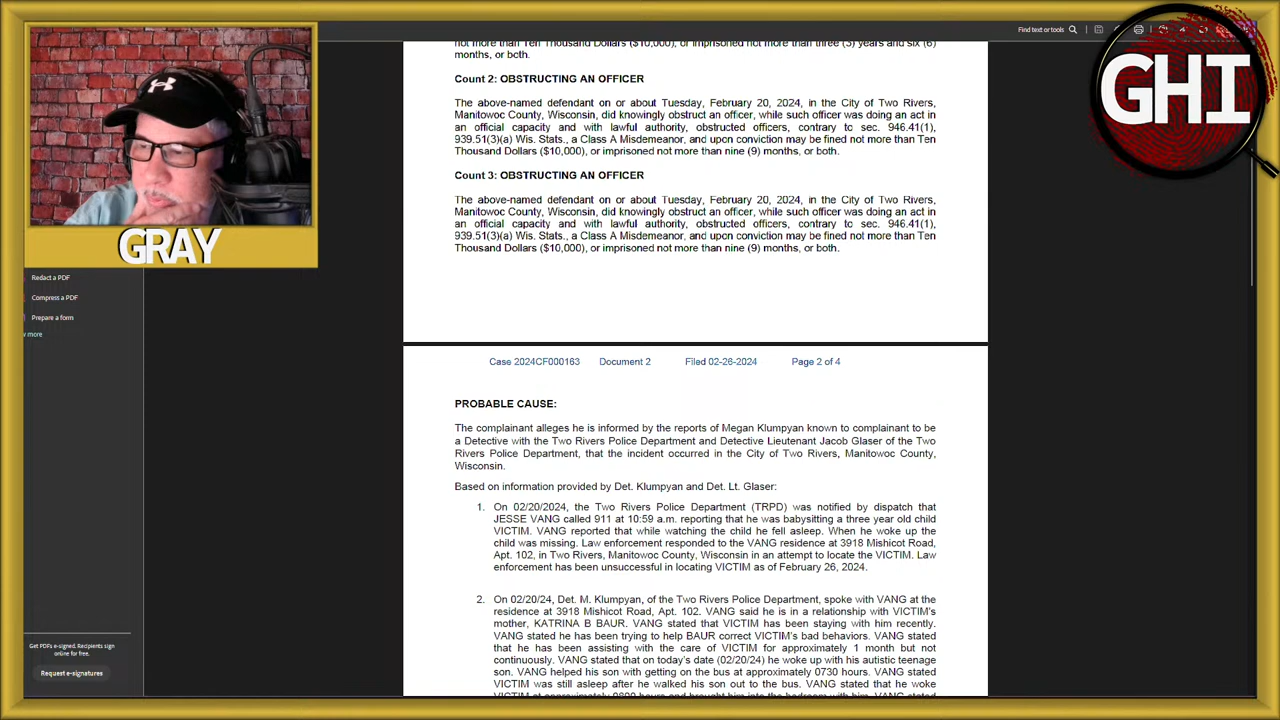 Find text or tools
GHI
GRAY
Redact a PDF
Compress a PDF
Prepare a form
more
Get PDFs e-signed. Recipients sign
online for free.
Request e-signatures
not more than Ten Thousand Dollars ($10,000), or imprisoned not more than three (3) years and six (6)
months, or both.
Count 2: OBSTRUCTING AN OFFICER
The above-named defendant on or about Tuesday, February 20, 2024, in the City of Two Rivers,
Manitowoc County, Wisconsin, did knowingly obstruct an officer, while such officer was doing an act in
an official capacity and with lawful authority, obstructed officers, contrary to sec. 946.41(1),
939.51(3)(a) Wis. Stats., a Class A Misdemeanor, and upon conviction may be fined not more than Ten
Thousand Dollars ($10,000), or imprisoned not more than nine (9) months, or both.
Count 3: OBSTRUCTING AN OFFICER
The above-named defendant on or about Tuesday, February 20, 2024, in the City of Two Rivers,
Manitowoc County, Wisconsin, did knowingly obstruct an officer, while such officer was doing an act in
an official capacity and with lawful authority, obstructed officers, contrary to sec. 946.41(1),
939.51(3)(a) Wis. Stats., a Class A Misdemeanor, and upon conviction may be fined not more than Ten
Thousand Dollars ($10,000), or imprisoned not more than nine (9) months, or both.
Case 2024CF000163 Document 2 Filed 02-26-2024 Page 2 of 4
PROBABLE CAUSE:
The complainant alleges he is informed by the reports of Megan Klumpyan known to complainant to be
a Detective with the Two Rivers Police Department and Detective Lieutenant Jacob Glaser of the Two
Rivers Police Department, that the incident occurred in the City of Two Rivers, Manitowoc County,
Wisconsin.
Based on information provided by Det. Klumpyan and Det. Lt. Glaser:
1. On 02/20/2024, the Two Rivers Police Department (TRPD) was notified by dispatch that
JESSE VANG called 911 at 10:59 a.m. reporting that he was babysitting a three year old child
VICTIM. VANG reported that while watching the child he fell asleep. When he woke up the
child was missing. Law enforcement responded to the VANG residence at 3918 Mishicot Road,
Apt. 102, in Two Rivers, Manitowoc County, Wisconsin in an attempt to locate the VICTIM. Law
enforcement has been unsuccessful in locating VICTIM as of February 26, 2024.
2. On 02/20/24, Det. M. Klumpyan, of the Two Rivers Police Department, spoke with VANG at the
residence at 3918 Mishicot Road, Apt. 102. VANG said he is in a relationship with VICTIM's
mother, KATRINA B BAUR. VANG stated that VICTIM has been staying with him recently.
VANG stated he has been trying to help BAUR correct VICTIM's bad behaviors. VANG stated
that he has been assisting with the care of VICTIM for approximately 1 month but not
continuously. VANG stated that on today's date (02/20/24) he woke up with his autistic teenage
son. VANG helped his son with getting on the bus at approximately 0730 hours. VANG stated
VICTIM was still asleep after he walked his son out to the bus. VANG stated that he woke
VICTIM at approximately 0800 hours and brought him into the bedroom with him. VANG stated